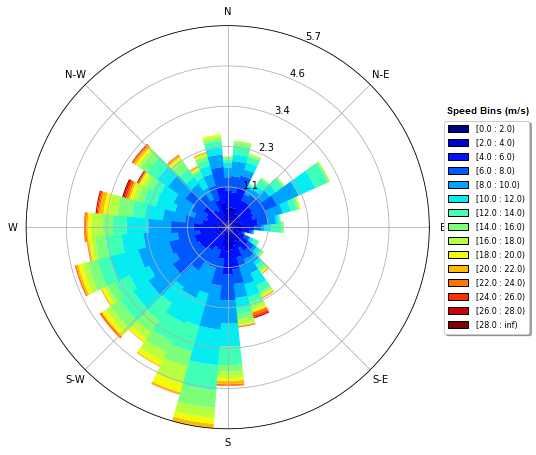 N
5.7
4.6
N-W
N-E
3.4
Speed Bins (m/s)
[0.0 : 2.0)
[2.0 : 4.0)
2.3
[4.0 : 6.0)
[6.0 : 8.0)
1.1
[8.0 : 10.0)
[10.0 : 12.0)
[12.0 : 14.0)
W
E
[14.0 : 16.0)
[16.0 : 18.0)
[18.0 : 20.0)
[20.0 : 22.0)
[22.0 : 24.0)
[24.0 : 26.0)
[26.0 : 28.0)
[28.0 : inf)
S-W
S-E
S